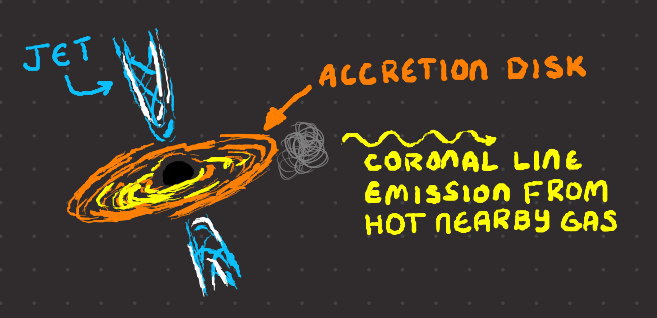 JET
ACCRETION DISK
CORONAL LINE
EMISSION FROM
HOT NEARBY GAS